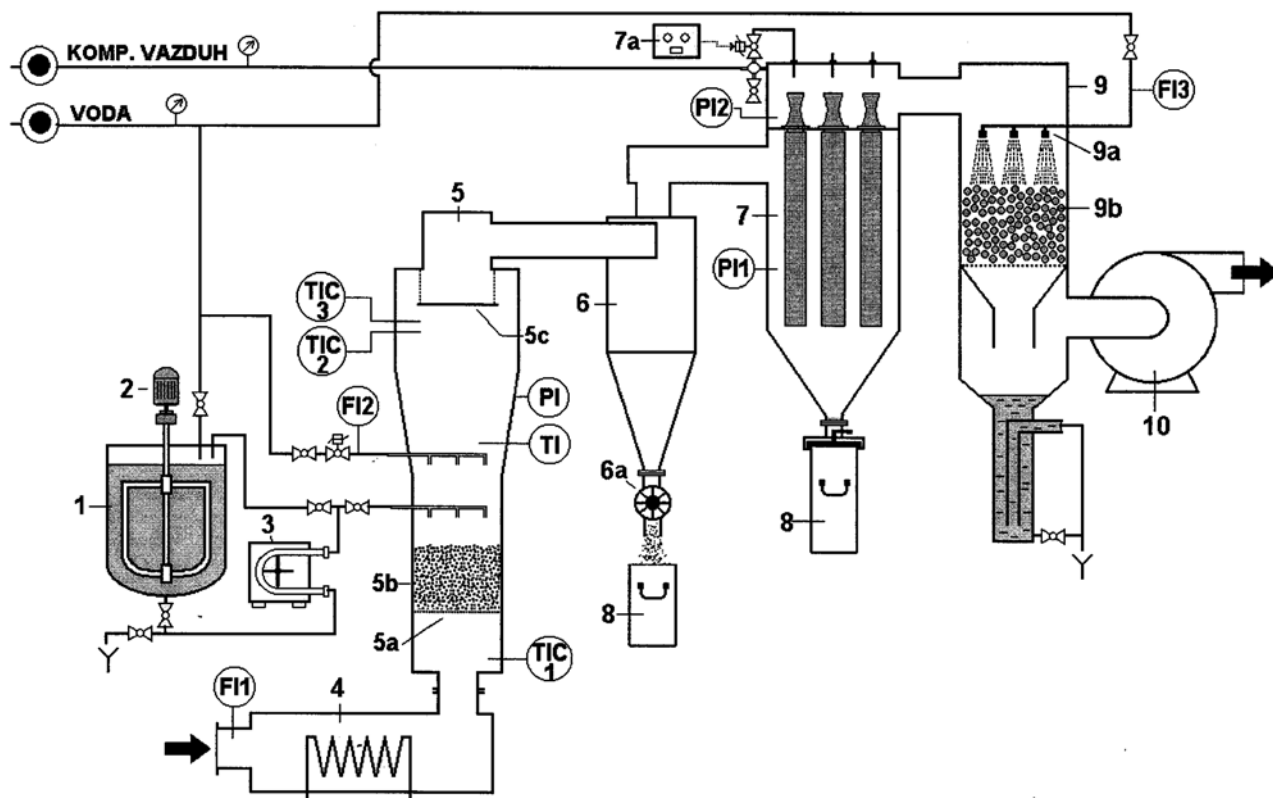 KOMP. VAZDUH
VODA
7a
PI2
9
FI3
9a
9b
5
7
PI1
6
TIC 3
TIC 2
5c
2
FI2
PI
TI
1
10
3
6a
8
5b
8
5a
TIC 1
FI1
4